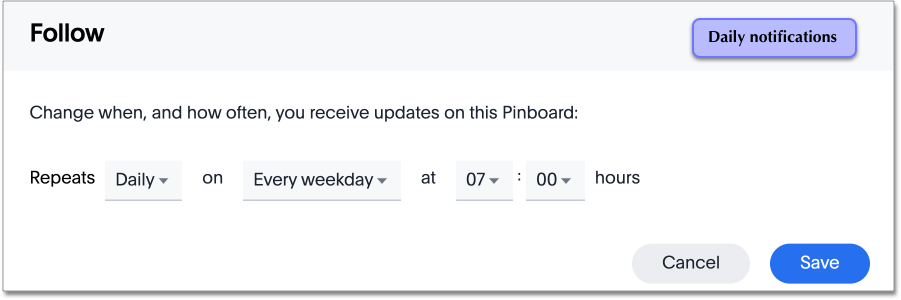 Follow
Daily notifications
Change when, and how often, you receive updates on this Pinboard:
Repeats Daily on Every weekday at 07 : 00 hours
Cancel Save